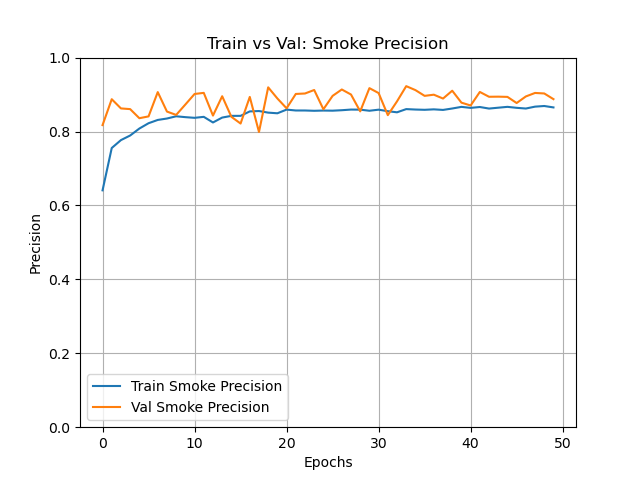 Train vs Val: Smoke Precision
1.0
0.8
0.6
0.4
0.2
0.0
Precision
Train Smoke Precision
Val Smoke Precision
0 10 20 30 40 50
Epochs